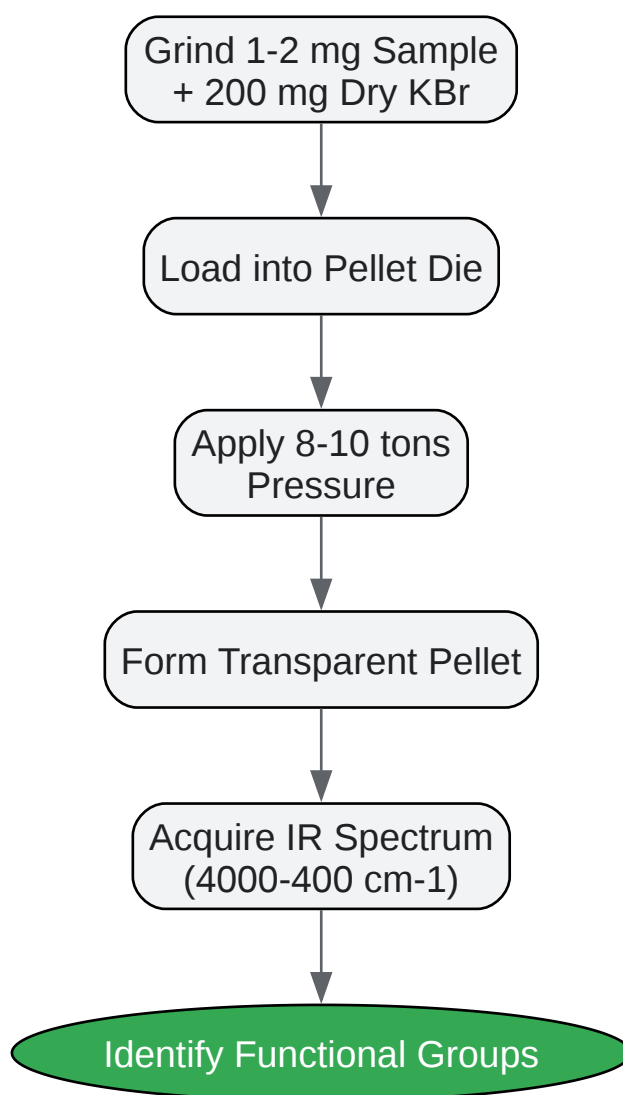 Grind 1-2 mg Sample
+ 200 mg Dry KBr
Load into Pellet Die
Apply 8-10 tons
Pressure
Form Transparent Pellet
Acquire IR Spectrum
(4000-400 cm-1)
Identify Functional Groups